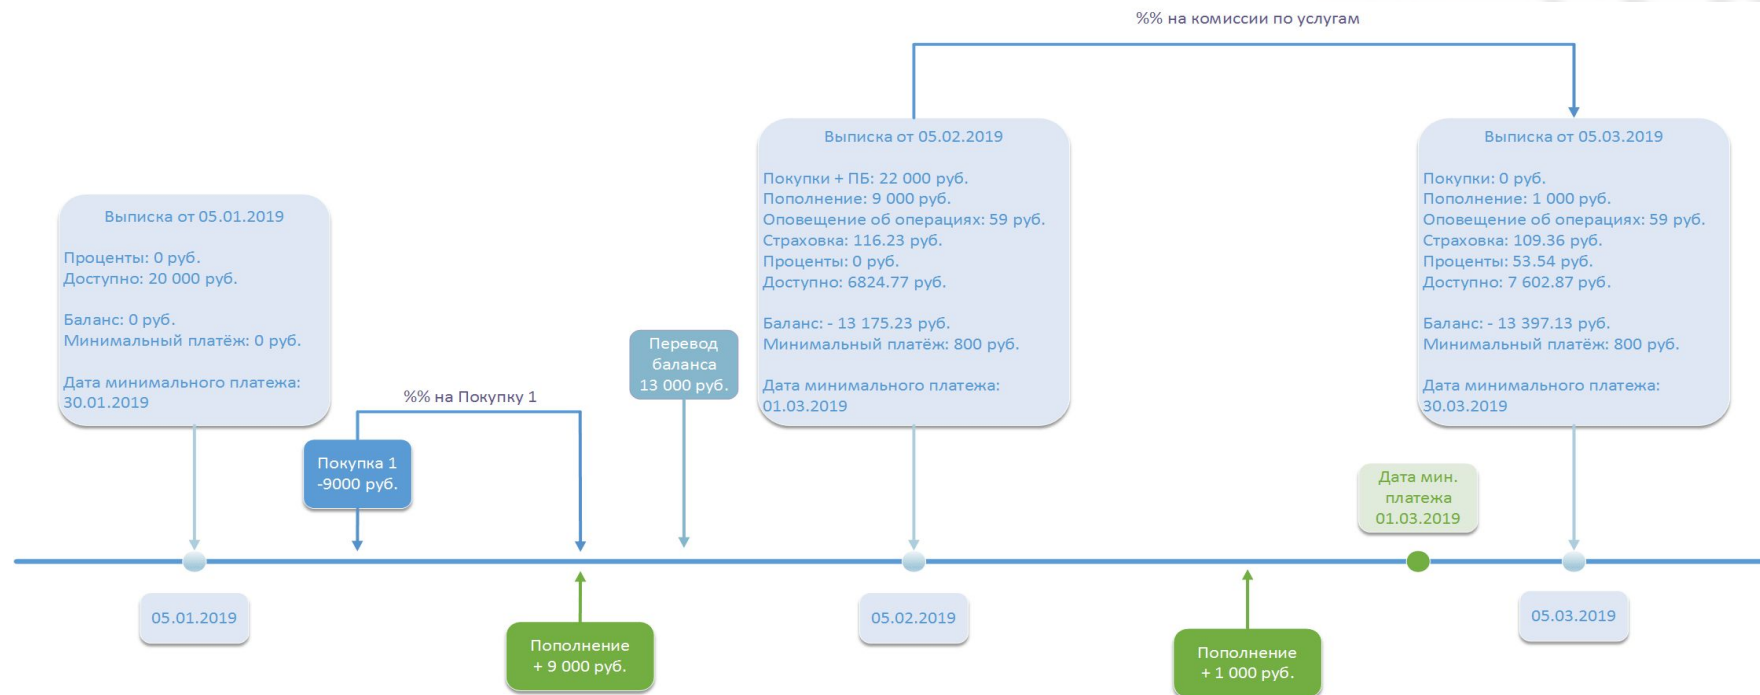 %% на комиссии по услугам
Выписка от 05.01.2019
Проценты: 0 руб.
Доступно: 20 000 руб.
Баланс: 0 руб.
Минимальный платёж: 0 руб.
Дата минимального платежа:
30.01.2019
%% на Покупку 1
Покупка 1
-9000 руб.
Перевод
баланса
13 000 руб.
Выписка от 05.02.2019
Покупки + ПБ: 22 000 руб.
Пополнение: 9 000 руб.
Оповещение об операциях: 59 руб.
Страховка: 116.23 руб.
Проценты: 0 руб.
Доступно: 6824.77 руб.
Баланс: - 13 175.23 руб.
Минимальный платёж: 800 руб.
Дата минимального платежа:
01.03.2019
Выписка от 05.03.2019
Покупки: 0 руб.
Пополнение: 1 000 руб.
Оповещение об операциях: 59 руб.
Страховка: 109.36 руб.
Проценты: 53.54 руб.
Доступно: 7 602.87 руб.
Баланс: - 13 397.13 руб.
Минимальный платёж: 800 руб.
Дата минимального платежа:
30.03.2019
Дата мин.
платежа
01.03.2019
05.01.2019
Пополнение
+ 9 000 руб.
05.02.2019
Пополнение
+ 1 000 руб.
05.03.2019